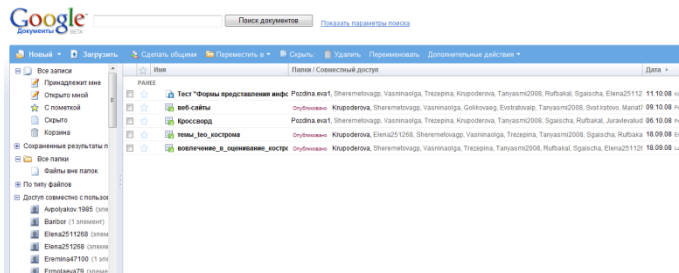 Google
Документы BETA
Поиск документов
Показать параметры поиска
Новый Загрузить Сделать общими Переместить в Скрыть Удалить Переименовать Дополнительные действия
Все записи
Имя Папки / Совместный доступ Дата
Принадлежит мне
РАНЕЕ
Открыто мной
Тест "Формы представления инфо Pozdina.eva1, Sheremetovagp, Vasninaolga, Trezepina, Krupoderova, Tanyasmi2008, Rufbakal, Elena25112 11.10.08
С пометкой
веб-сайты Опубликовано Krupoderova, Sheremetovagp, Vasninaolga, Golikovaeg, Evstratovalp, Tanyasmi2008, Svst.kstovo, 09.10.08
Скрыто
Кроссворд Pozdina.eva1, Sheremetovagp, Vasninaolga, Trezepina, Krupoderova, Tanyasmi2008, Sgaischa, Rufbakal, 06.10.08
Корзина
темы_teo_кострома Опубликовано Krupoderova, Elena251268, Sheremetovagp, Vasninaolga, Trezepina, Tanyasmi2008, Sgaischa, Rufbaka 18.09.08
Сохраненные результаты п
вовлечение_в_оценивание_костро Опубликовано Krupoderova, Sheremetovagp, Vasninaolga, Trezepina, Tanyasmi2008, Rufbakal, Sgaischa, 18.09.08
Все папки
Файлы вне папок
По типу файлов
Доступ совместно с пользов
Avpolyakov.1985
Baribor (1 элемент)
Elena2511268
Elena251268
Eremina47100
Ermolaeva79